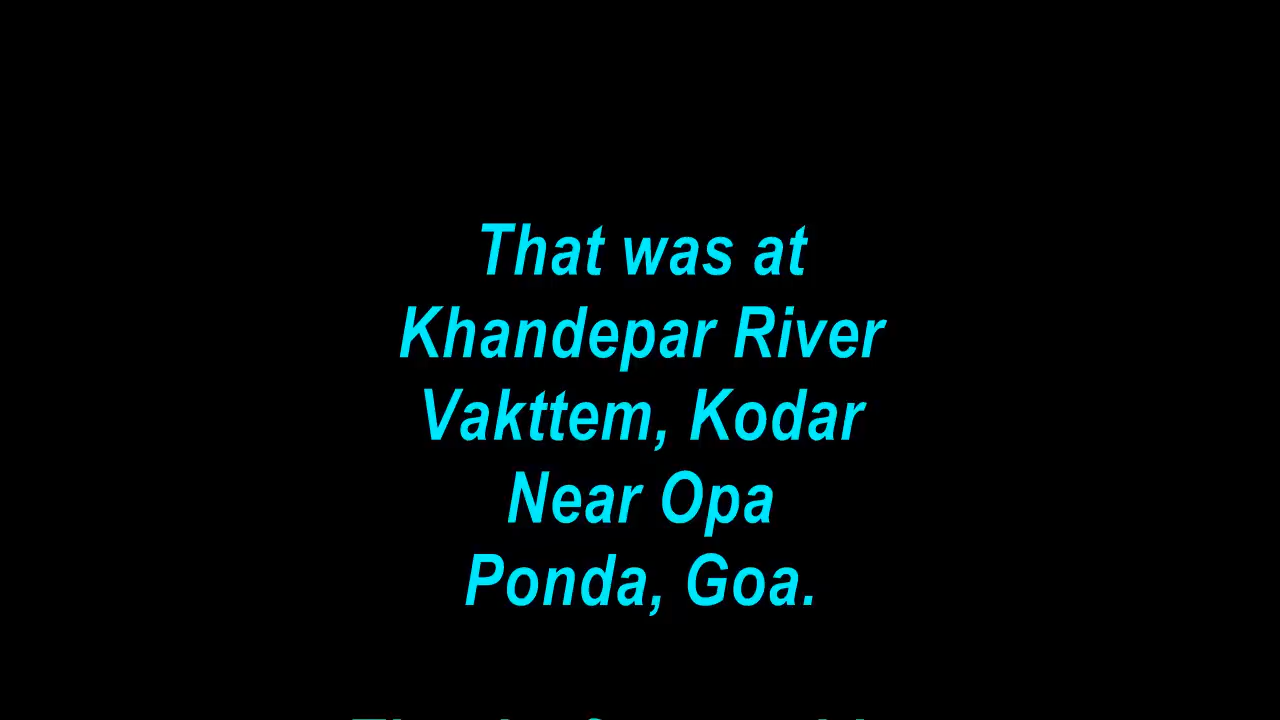 That was at
Khandepar River
Vakttem, Kodar
Near Opa
Ponda, Goa.